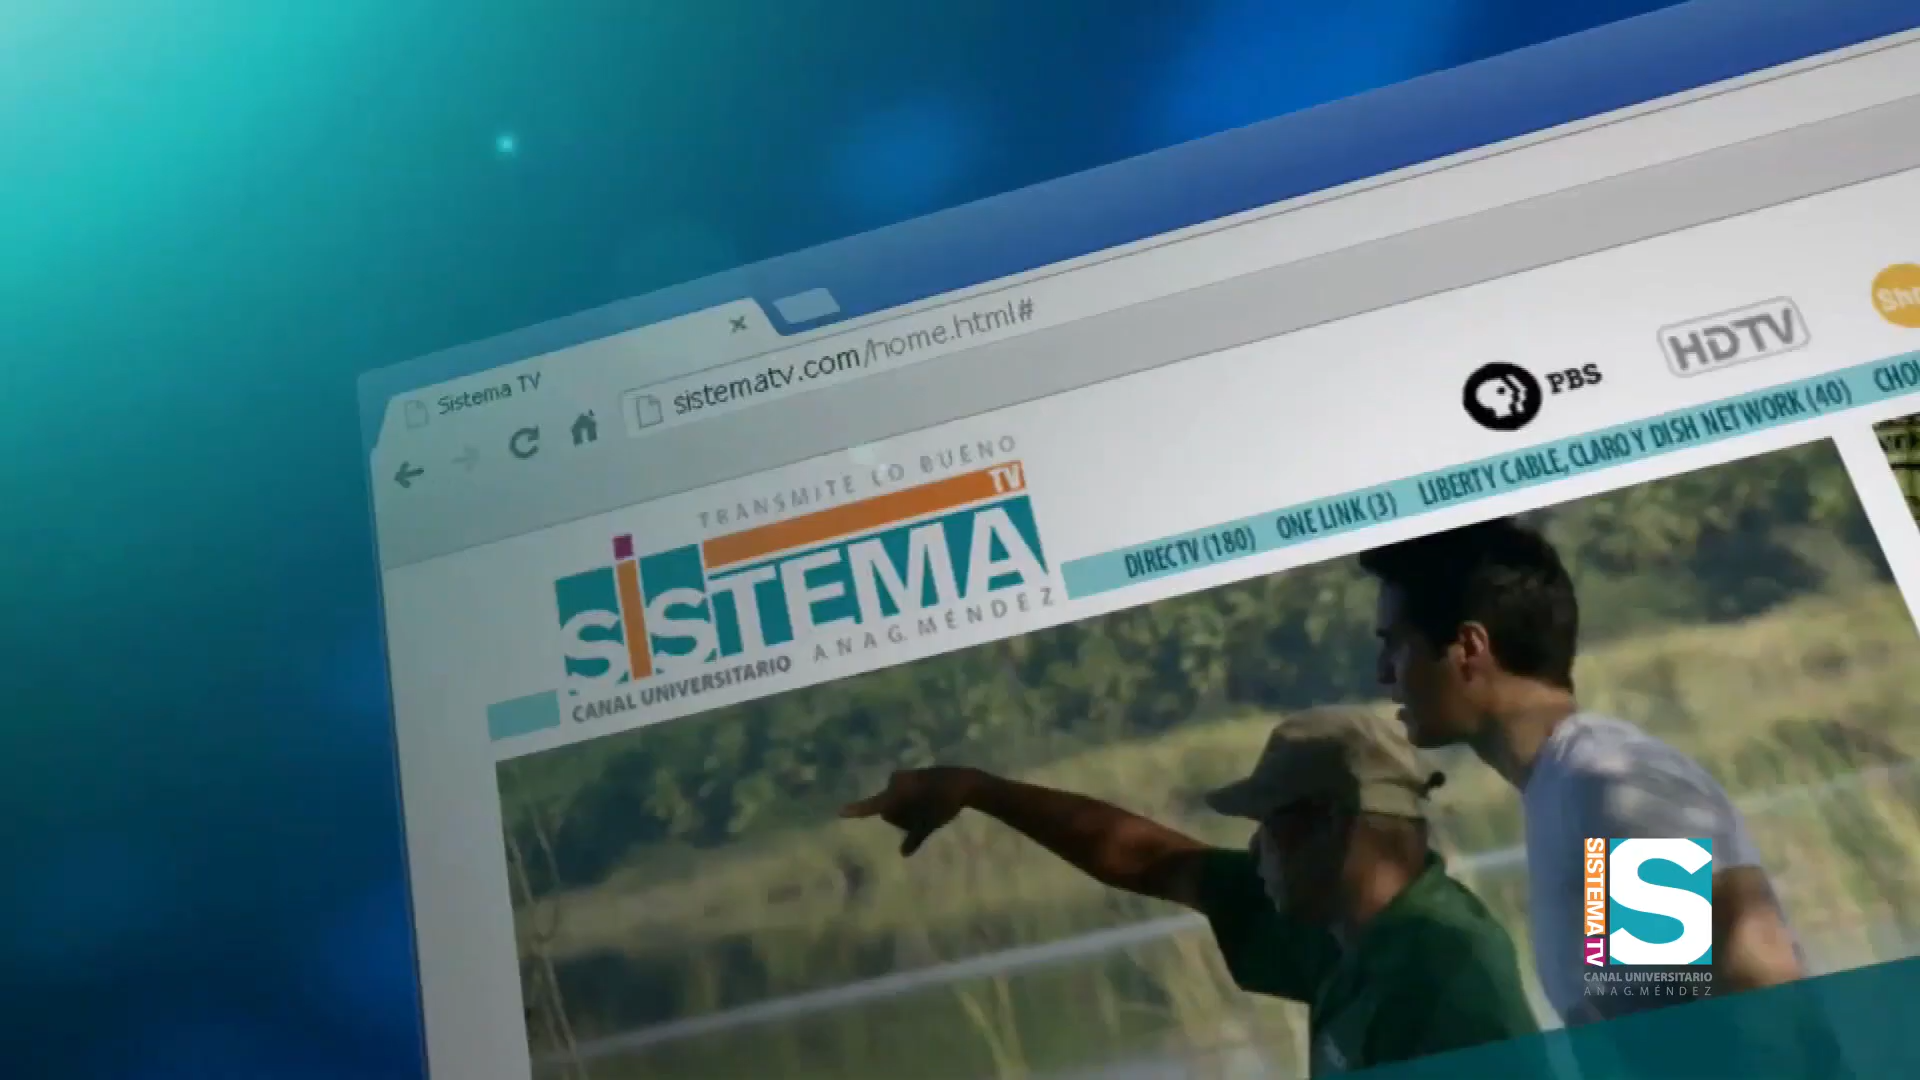 Sistema TV
sistematv.com/home.html#
TRANSMITE LO BUENO
TV
SISTEMA
CANAL UNIVERSITARIO ANA G. MÉNDEZ
PBS
HDTV
DIRECTV (180) ONE LINK (3) LIBERTY CABLE, CLARO Y DISH NETWORK (40)
SISTEMA TV
S
CANAL UNIVERSITARIO
ANA G. MÉNDEZ